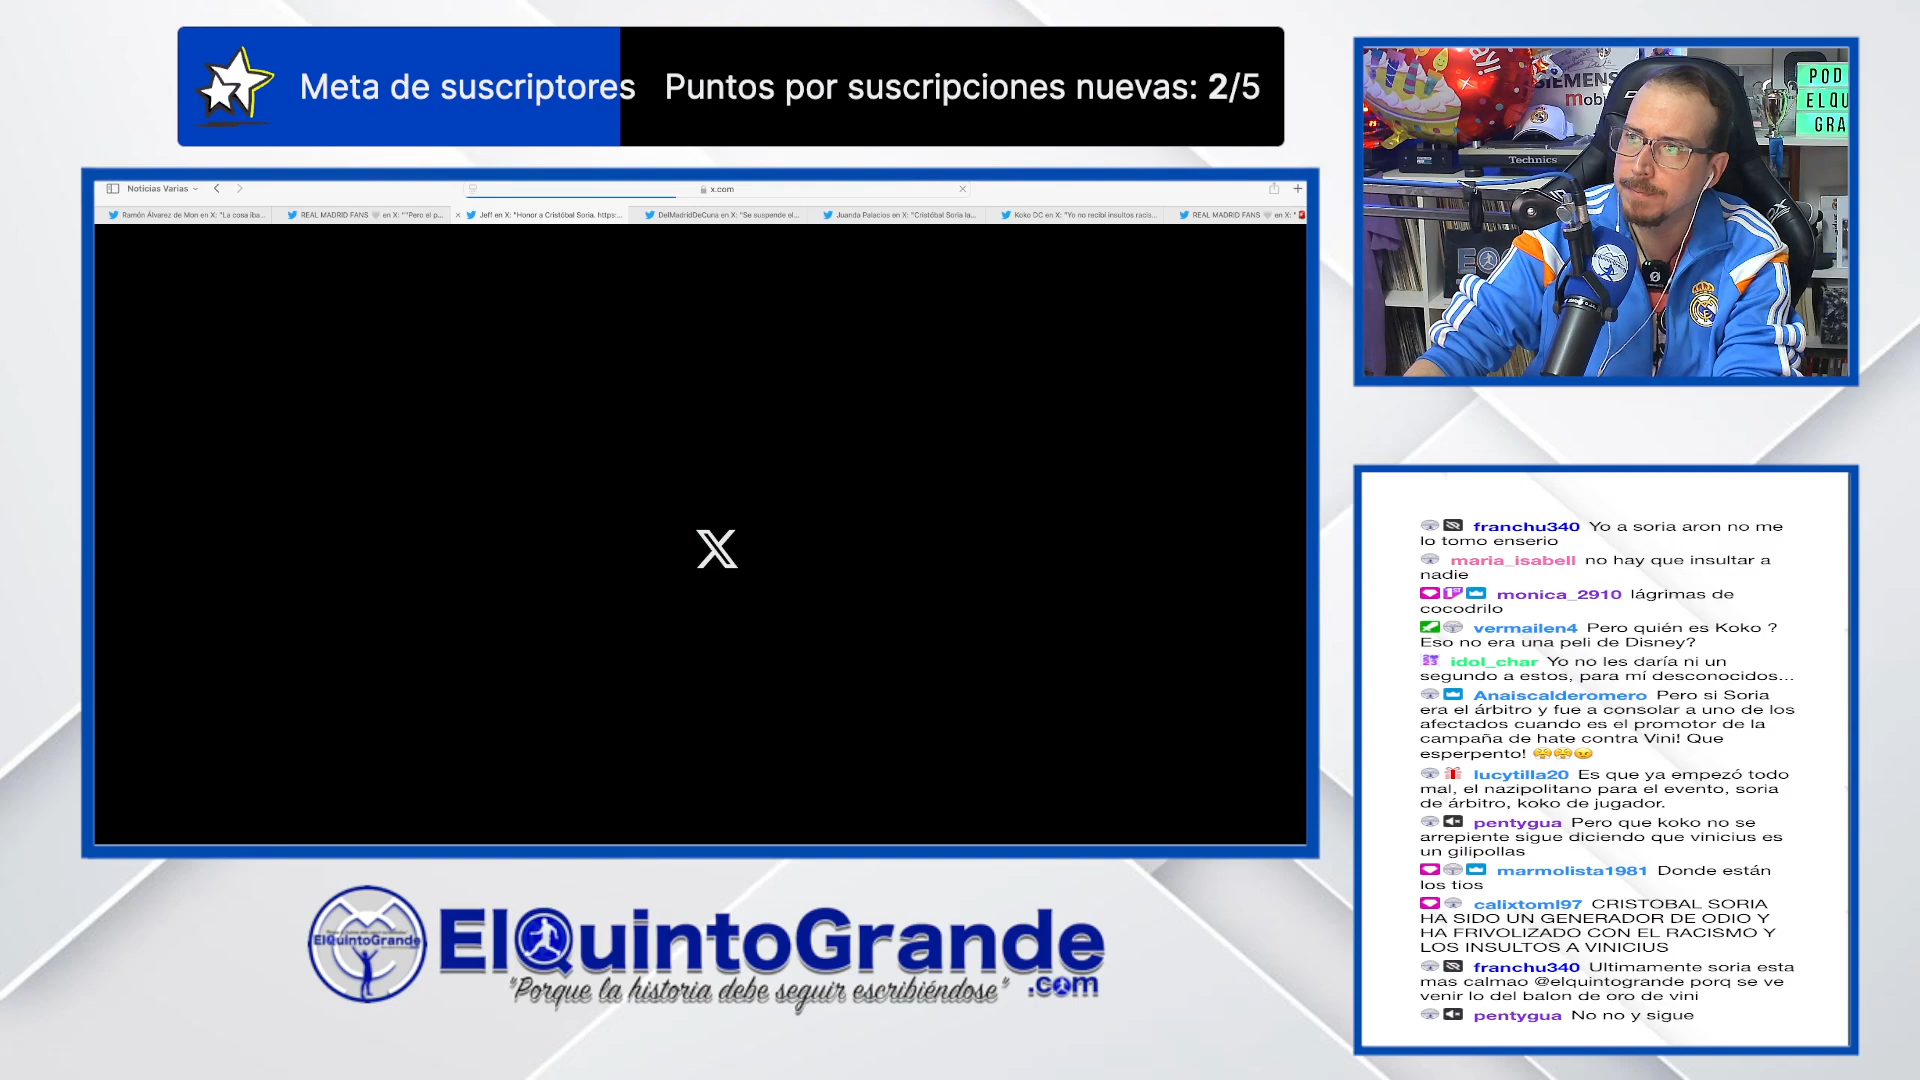 Meta de suscriptores
Puntos por suscripciones nuevas: 2/5
Noticias Varias
x.com
Ramón Álvarez de Mon en X: "La cosa iba...
REAL MADRID FANS 🤍 en X: "“Pero el p...
Jeff en X: "Honor a Cristóbal Soria. https:...
DelMadridDeCuna en X: "Se suspende el...
Juanda Palacios en X: "Cristóbal Soria la...
Koko DC en X: "Yo no recibí insultos racis...
REAL MADRID FANS 🤍 en X: "🚨
X
SIEMENS
mobi
Technics
POD
ELQU
GRA
franchu340 Yo a soria aron no me
lo tomo enserio
maria_isabell no hay que insultar a
nadie
monica_2910 lágrimas de
cocodrilo
vermailen4 Pero quién es Koko ?
Eso no era una peli de Disney?
idol_char Yo no les daría ni un
segundo a estos, para mí desconocidos...
Anaiscalderomero Pero si Soria
era el árbitro y fue a consolar a uno de los
afectados cuando es el promotor de la
campaña de hate contra Vini! Que
esperpento! 😤😤😠
lucytilla20 Es que ya empezó todo
mal, el nazipolitano para el evento, soria
de árbitro, koko de jugador.
pentygua Pero que koko no se
arrepiente sigue diciendo que vinicius es
un gilipollas
marmolista1981 Donde están
los tios
calixtoml97 CRISTOBAL SORIA
HA SIDO UN GENERADOR DE ODIO Y
HA FRIVOLIZADO CON EL RACISMO Y
LOS INSULTOS A VINICIUS
franchu340 Ultimamente soria esta
mas calmao @elquintogrande porq se ve
venir lo del balon de oro de vini
pentygua No no y sigue
ElQuintoGrande
ElQuintoGrande
"Porque la historia debe seguir escribiéndose"
.com